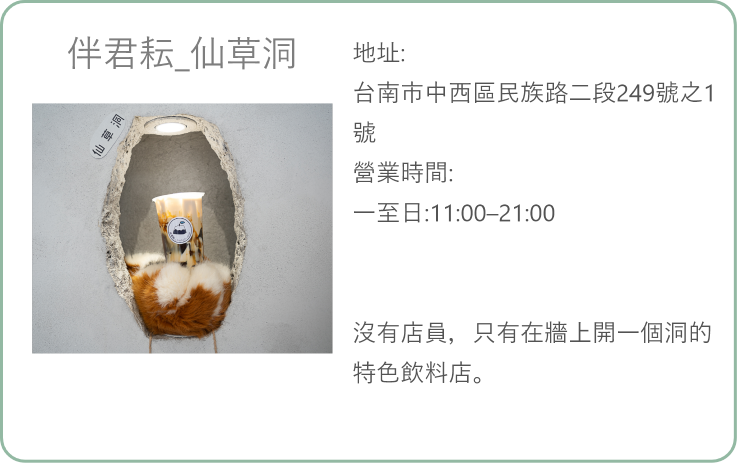 伴君耘_仙草洞
仙草洞
地址:
台南市中西區民族路二段249號之1
號
營業時間:
一至日:11:00–21:00
沒有店員，只有在牆上開一個洞的
特色飲料店。